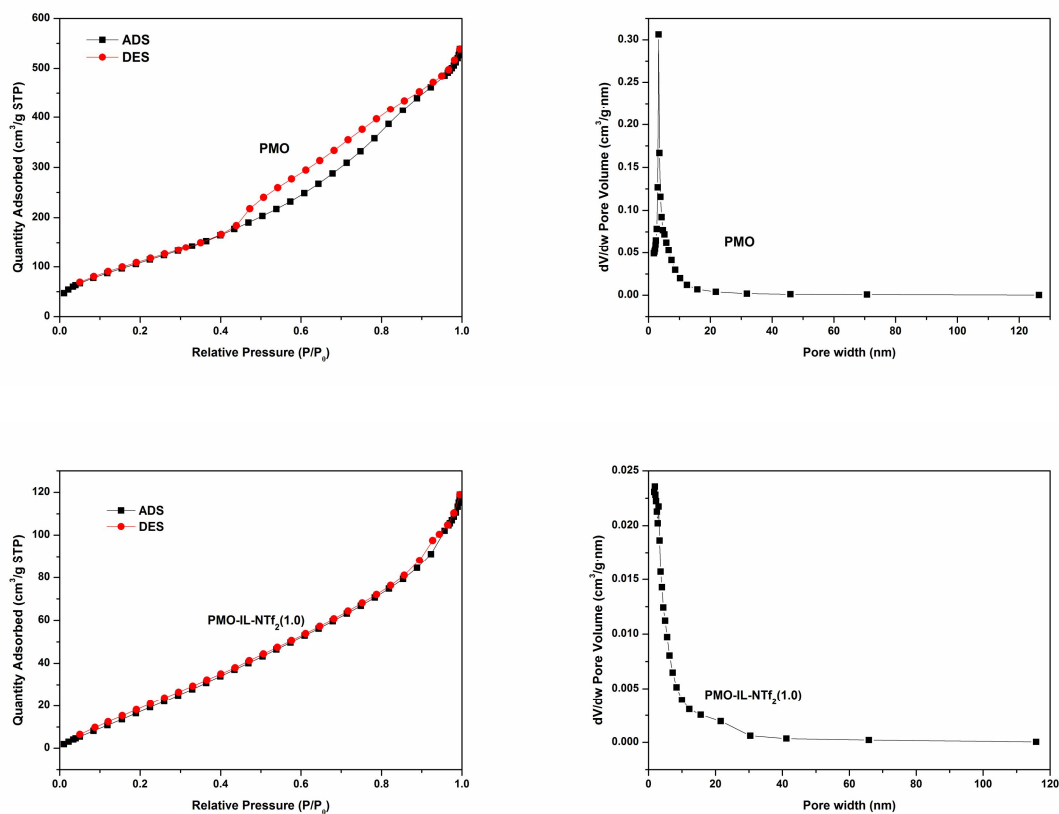 600
500
400
300
200
100
0
Quantity Adsorbed (cm³/g STP)
ADS
DES
PMO
0.0 0.2 0.4 0.6 0.8 1.0
Relative Pressure (P/P₀)
0.30
0.25
0.20
0.15
0.10
0.05
0.00
dV/dw Pore Volume (cm³/g·nm)
PMO
0 20 40 60 80 100 120
Pore width (nm)
120
100
80
60
40
20
0
Quantity Adsorbed (cm³/g STP)
ADS
DES
PMO-IL-NTf₂(1.0)
0.0 0.2 0.4 0.6 0.8 1.0
Relative Pressure (P/P₀)
0.025
0.020
0.015
0.010
0.005
0.000
dV/dw Pore Volume (cm³/g·nm)
PMO-IL-NTf₂(1.0)
0 20 40 60 80 100 120
Pore width (nm)